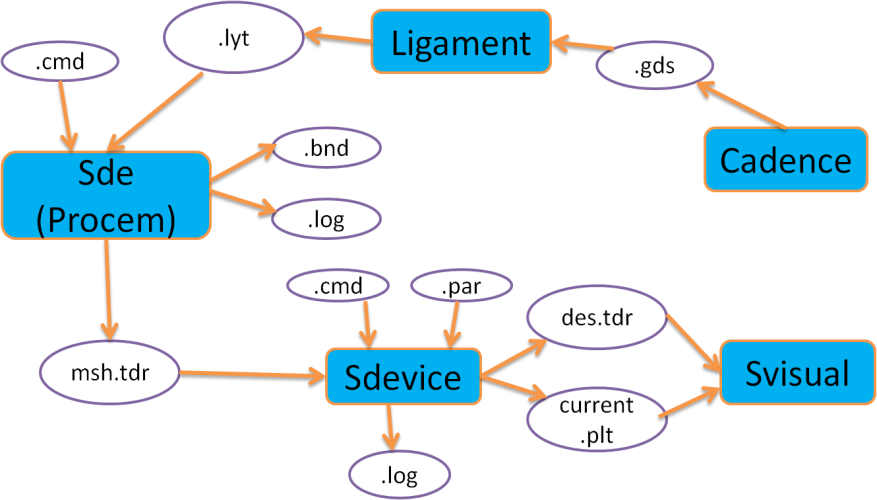 .lyt
Ligament
.cmd
.gds
.bnd
Cadence
Sde
(Procem)
.log
.cmd
.par
des.tdr
msh.tdr
Sdevice
Svisual
current
.plt
.log